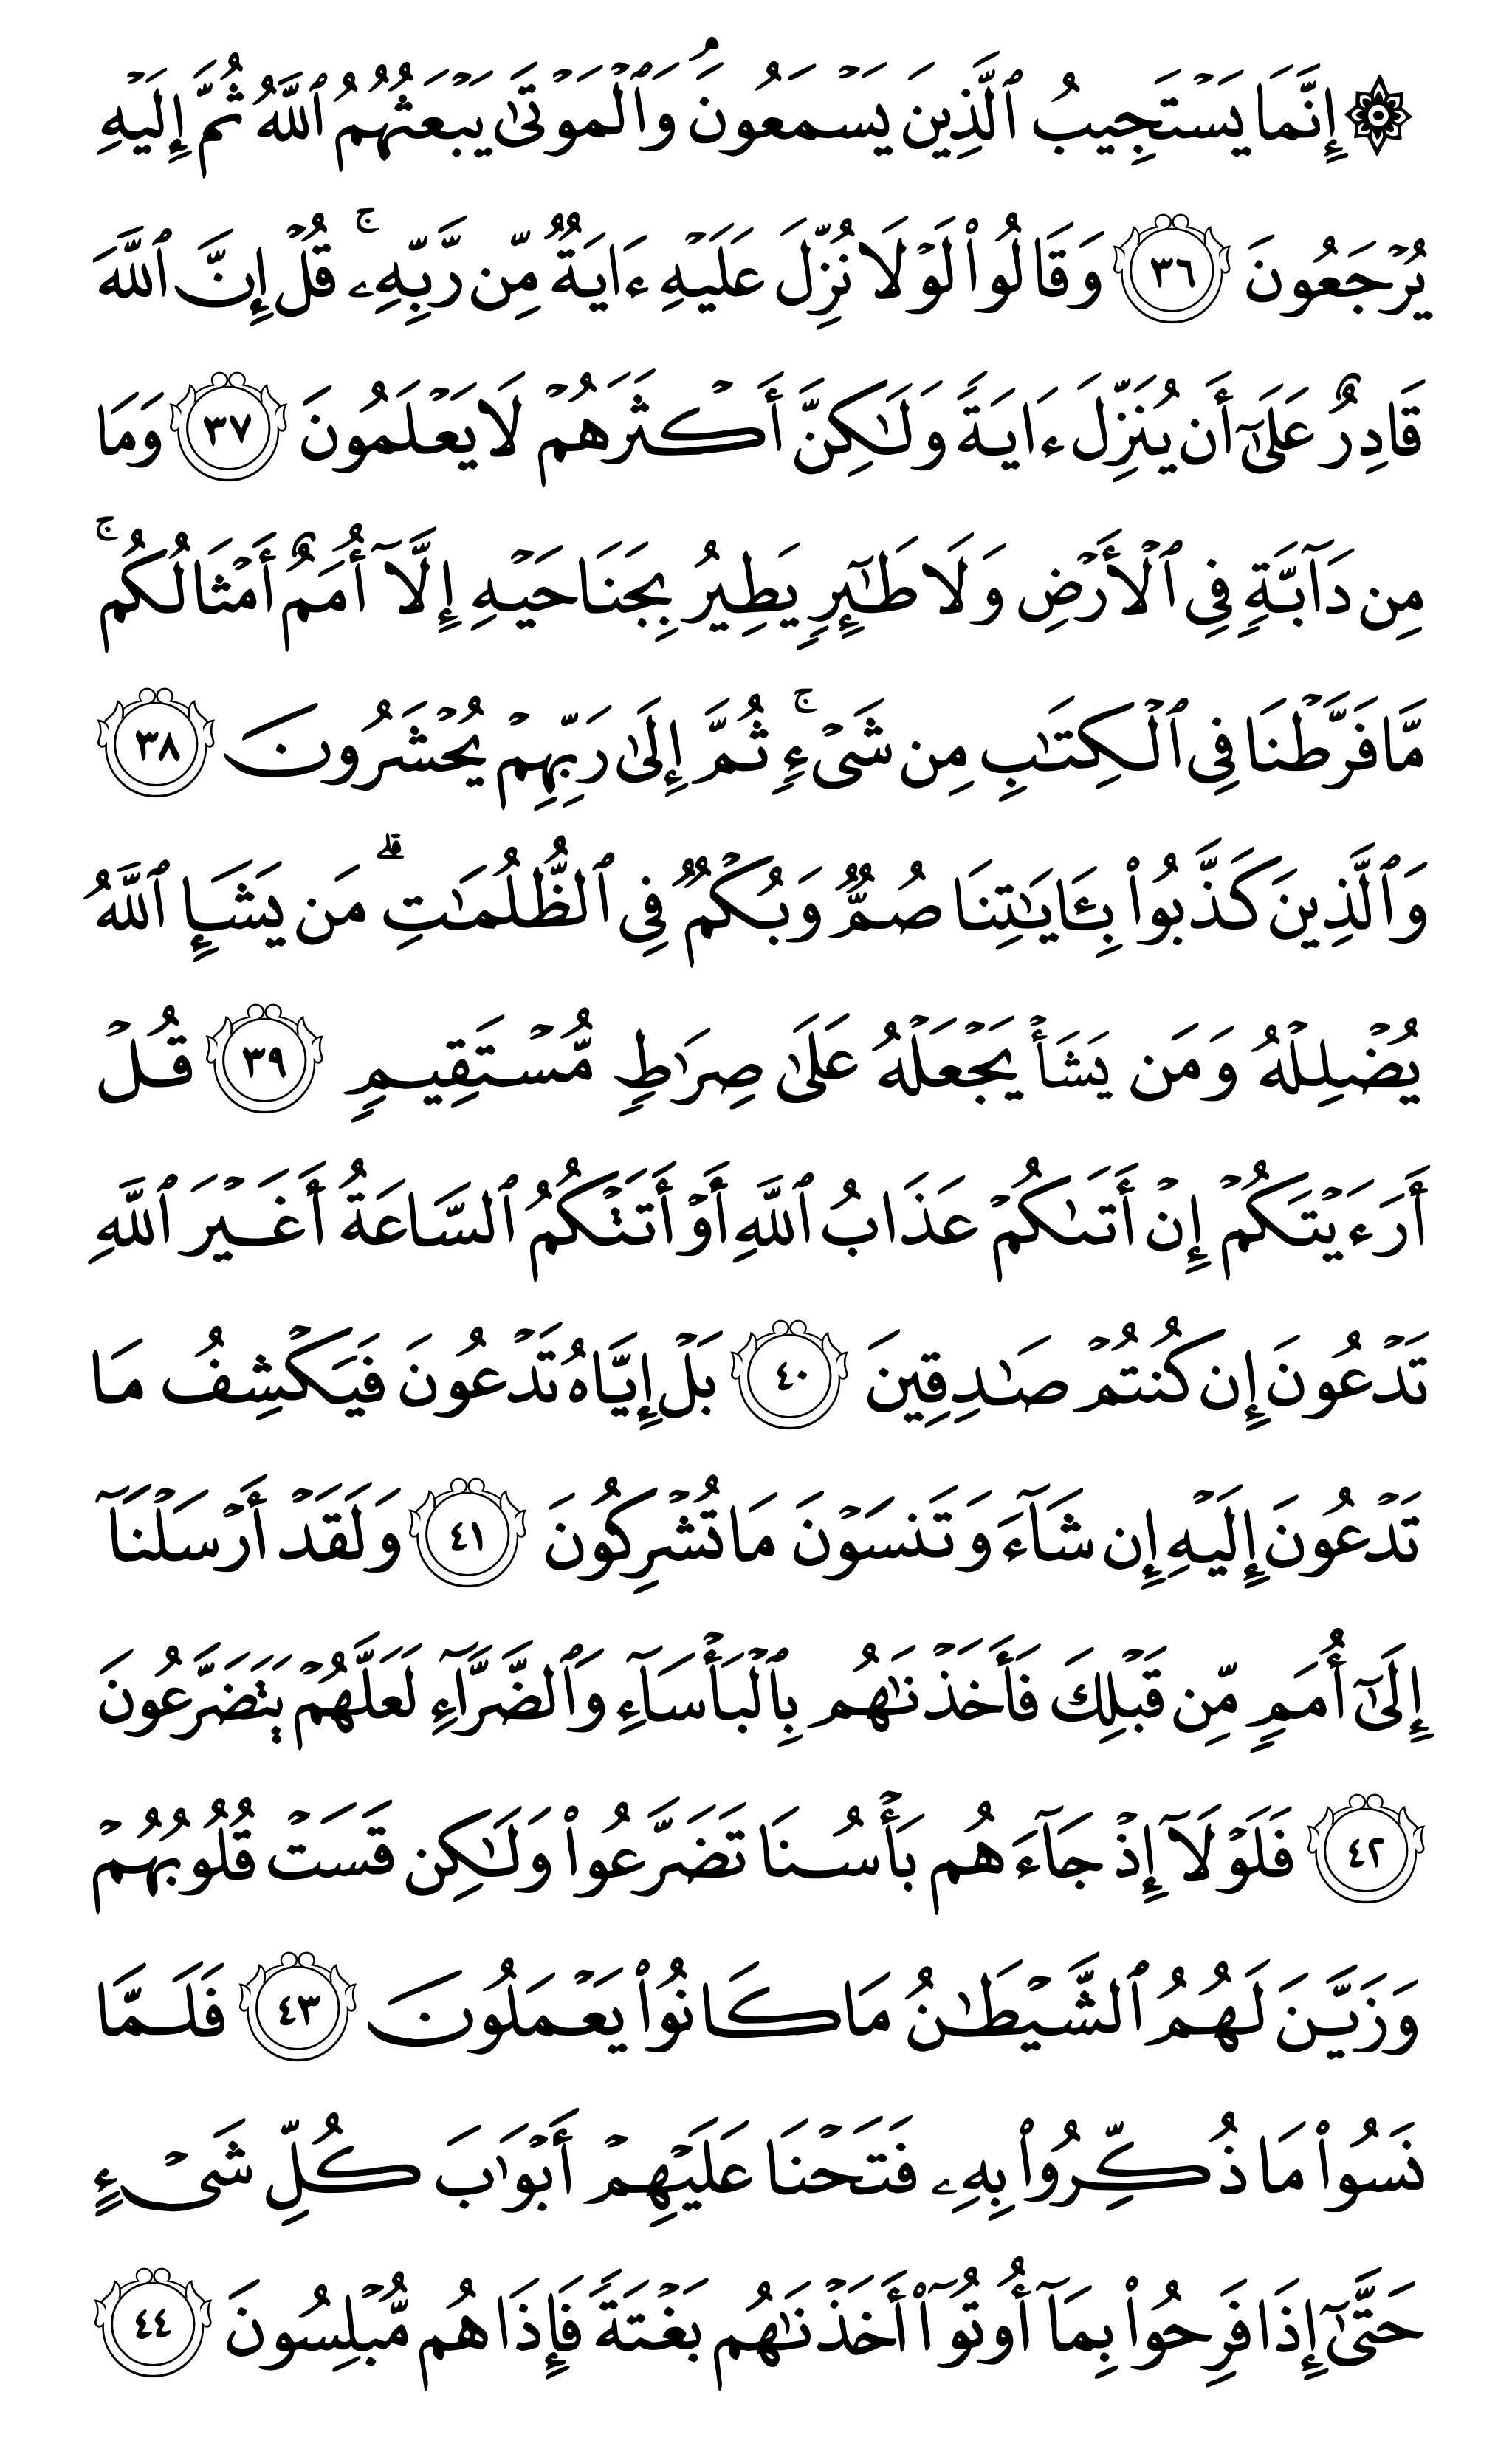 ۞ إِنَّمَا يَسْتَجِيبُ ٱلَّذِينَ يَسْمَعُونَۘ وَٱلْمَوْتَىٰ يَبْعَثُهُمُ ٱللَّهُ ثُمَّ إِلَيْهِ
يُرْجَعُونَ ٣٦ وَقَالُوا۟ لَوْلَا نُزِّلَ عَلَيْهِ ءَايَةٌ مِّن رَّبِّهِۦۚ قُلْ إِنَّ ٱللَّهَ
قَادِرٌ عَلَىٰٓ أَن يُنَزِّلَ ءَايَةً وَلَـٰكِنَّ أَكْثَرَهُمْ لَا يَعْلَمُونَ ٣٧ وَمَا
مِن دَآبَّةٍ فِى ٱلْأَرْضِ وَلَا طَـٰٓئِرٍ يَطِيرُ بِجَنَاحَيْهِ إِلَّآ أُمَمٌ أَمْثَالُكُمۚ
مَّا فَرَّطْنَا فِى ٱلْكِتَـٰبِ مِن شَىْءٍۚ ثُمَّ إِلَىٰ رَبِّهِمْ يُحْشَرُونَ ٣٨
وَٱلَّذِينَ كَذَّبُوا۟ بِـَٔايَـٰتِنَا صُمٌّ وَبُكْمٌ فِى ٱلظُّلُمَـٰتِۗ مَن يَشَإِ ٱللَّهُ
يُضْلِلْهُ وَمَن يَشَأْ يَجْعَلْهُ عَلَىٰ صِرَٰطٍ مُّسْتَقِيمٍ ٣٩ قُلْ
أَرَءَيْتَكُمْ إِنْ أَتَىٰكُمْ عَذَابُ ٱللَّهِ أَوْ أَتَتْكُمُ ٱلسَّاعَةُ أَغَيْرَ ٱللَّهِ
تَدْعُونَ إِن كُنتُمْ صَـٰدِقِينَ ٤٠ بَلْ إِيَّاهُ تَدْعُونَ فَيَكْشِفُ مَا
تَدْعُونَ إِلَيْهِ إِن شَآءَ وَتَنسَوْنَ مَا تُشْرِكُونَ ٤١ وَلَقَدْ أَرْسَلْنَآ
إِلَىٰٓ أُمَمٍ مِّن قَبْلِكَ فَأَخَذْنَـٰهُم بِٱلْبَأْسَآءِ وَٱلضَّرَّآءِ لَعَلَّهُمْ يَتَضَرَّعُونَ
٤٢ فَلَوْلَآ إِذْ جَآءَهُم بَأْسُنَا تَضَرَّعُوا۟ وَلَـٰكِن قَسَتْ قُلُوبُهُمْ
وَزَيَّنَ لَهُمُ ٱلشَّيْطَـٰنُ مَا كَانُوا۟ يَعْمَلُونَ ٤٣ فَلَمَّا
نَسُوا۟ مَا ذُكِّرُوا۟ بِهِۦ فَتَحْنَا عَلَيْهِمْ أَبْوَٰبَ كُلِّ شَىْءٍ
حَتَّىٰٓ إِذَا فَرِحُوا۟ بِمَآ أُوتُوٓا۟ أَخَذْنَـٰهُم بَغْتَةً فَإِذَا هُم مُّبْلِسُونَ ٤٤